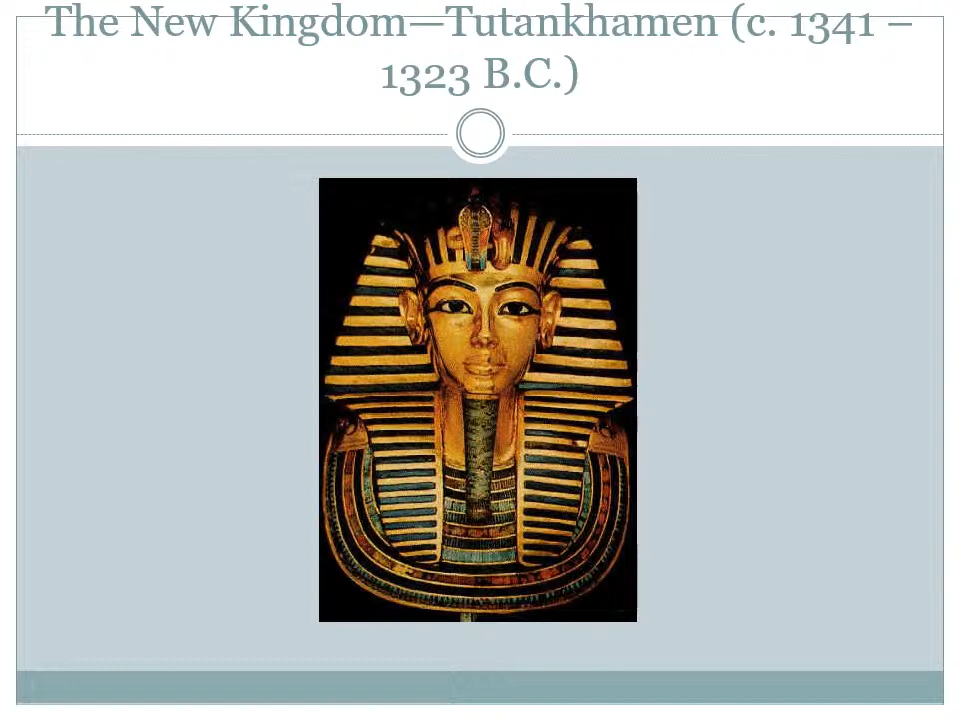 The New Kingdom—Tutankhamen (c. 1341 –
1323 B.C.)